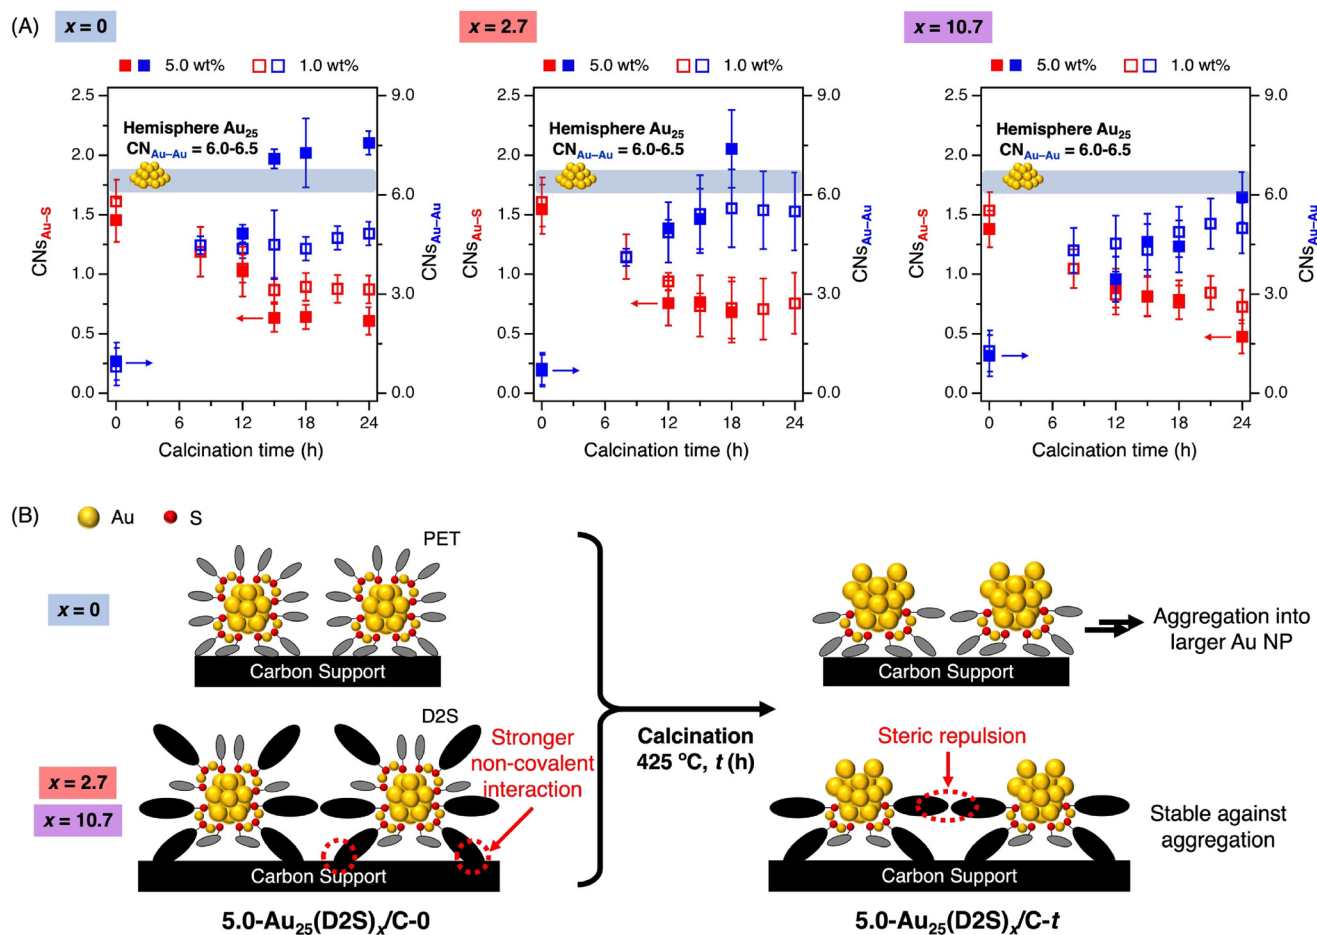 (A)
x = 0
x = 2.7
x = 10.7
5.0 wt% 1.0 wt%
5.0 wt% 1.0 wt%
5.0 wt% 1.0 wt%
2.5
2.0
1.5
1.0
0.5
0.0
CNsAu–S
Hemisphere Au25
CNAu–Au = 6.0-6.5
9.0
6.0
3.0
0.0
CNsAu–Au
0 6 12 18 24
Calcination time (h)
2.5
2.0
1.5
1.0
0.5
0.0
CNsAu–S
Hemisphere Au25
CNAu–Au = 6.0-6.5
9.0
6.0
3.0
0.0
CNsAu–Au
0 6 12 18 24
Calcination time (h)
2.5
2.0
1.5
1.0
0.5
0.0
CNsAu–S
Hemisphere Au25
CNAu–Au = 6.0-6.5
9.0
6.0
3.0
0.0
CNsAu–Au
0 6 12 18 24
Calcination time (h)
(B)
Au S
PET
x = 0
Carbon Support
Carbon Support
Aggregation into
larger Au NP
D2S
Stronger
non-covalent
interaction
Calcination
425 °C, t (h)
Steric repulsion
x = 2.7
x = 10.7
Stable against
aggregation
Carbon Support
Carbon Support
5.0-Au25(D2S)x/C-0
5.0-Au25(D2S)x/C-t